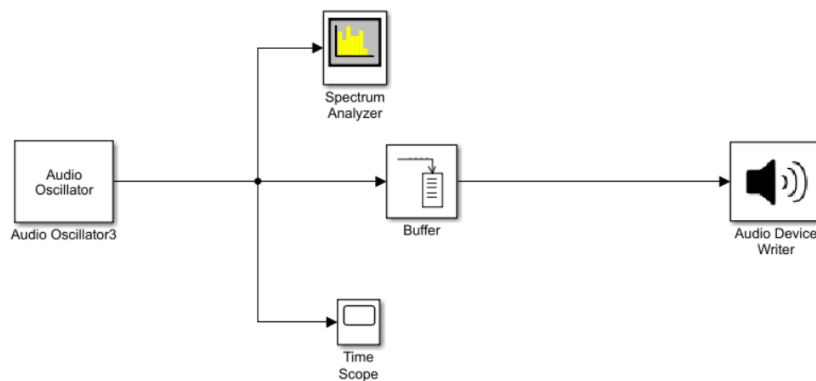 Spectrum
Analyzer
Audio
Oscillator
Audio Oscillator3
Buffer
Audio Device
Writer
Time
Scope